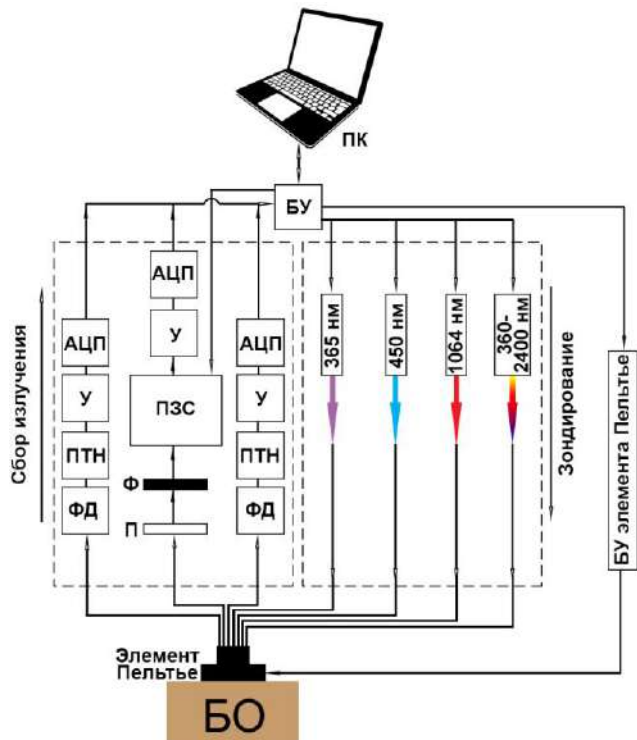 ПК
БУ
Сбор излучения
АЦП
У
ПТН
ФД
АЦП
У
ПЗС
Ф
П
АЦП
У
ПТН
ФД
365 нм
450 нм
1064 нм
360-
2400 нм
Зондирование
БУ элемента Пельтье
Элемент
Пельтье
БО